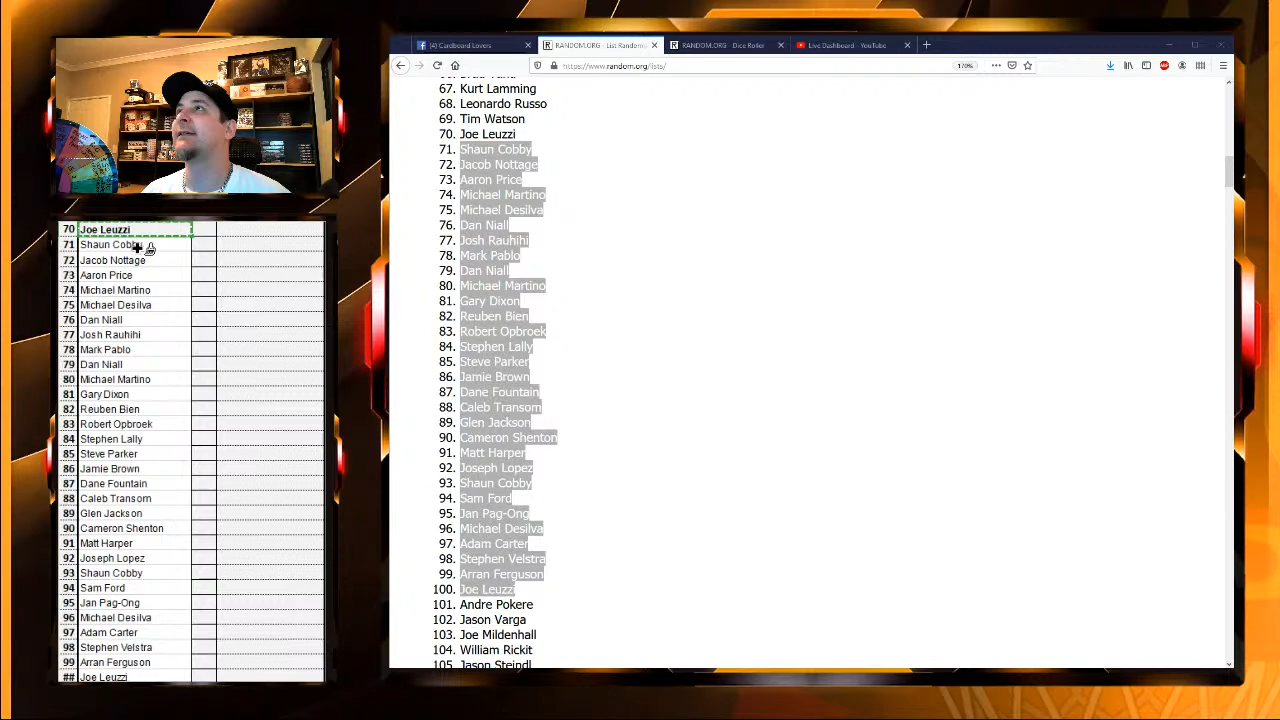 (4) Cardboard Lovers
RANDOM.ORG - List Randomi
RANDOM.ORG - Dice Roller
Live Dashboard - YouTube
https://www.random.org/lists/
170%
67. Kurt Lamming
68. Leonardo Russo
69. Tim Watson
70. Joe Leuzzi
71. Shaun Cobby
72. Jacob Nottage
73. Aaron Price
74. Michael Martino
75. Michael Desilva
76. Dan Niall
77. Josh Rauhihi
78. Mark Pablo
79. Dan Niall
80. Michael Martino
81. Gary Dixon
82. Reuben Bien
83. Robert Opbroek
84. Stephen Lally
85. Steve Parker
86. Jamie Brown
87. Dane Fountain
88. Caleb Transom
89. Glen Jackson
90. Cameron Shenton
91. Matt Harper
92. Joseph Lopez
93. Shaun Cobby
94. Sam Ford
95. Jan Pag-Ong
96. Michael Desilva
97. Adam Carter
98. Stephen Velstra
99. Arran Ferguson
100. Joe Leuzzi
101. Andre Pokere
102. Jason Varga
103. Joe Mildenhall
104. William Rickit
105. Jason Steindl
70 Joe Leuzzi
71 Shaun Cobby
72 Jacob Nottage
73 Aaron Price
74 Michael Martino
75 Michael Desilva
76 Dan Niall
77 Josh Rauhihi
78 Mark Pablo
79 Dan Niall
80 Michael Martino
81 Gary Dixon
82 Reuben Bien
83 Robert Opbroek
84 Stephen Lally
85 Steve Parker
86 Jamie Brown
87 Dane Fountain
88 Caleb Transom
89 Glen Jackson
90 Cameron Shenton
91 Matt Harper
92 Joseph Lopez
93 Shaun Cobby
94 Sam Ford
95 Jan Pag-Ong
96 Michael Desilva
97 Adam Carter
98 Stephen Velstra
99 Arran Ferguson
## Joe Leuzzi